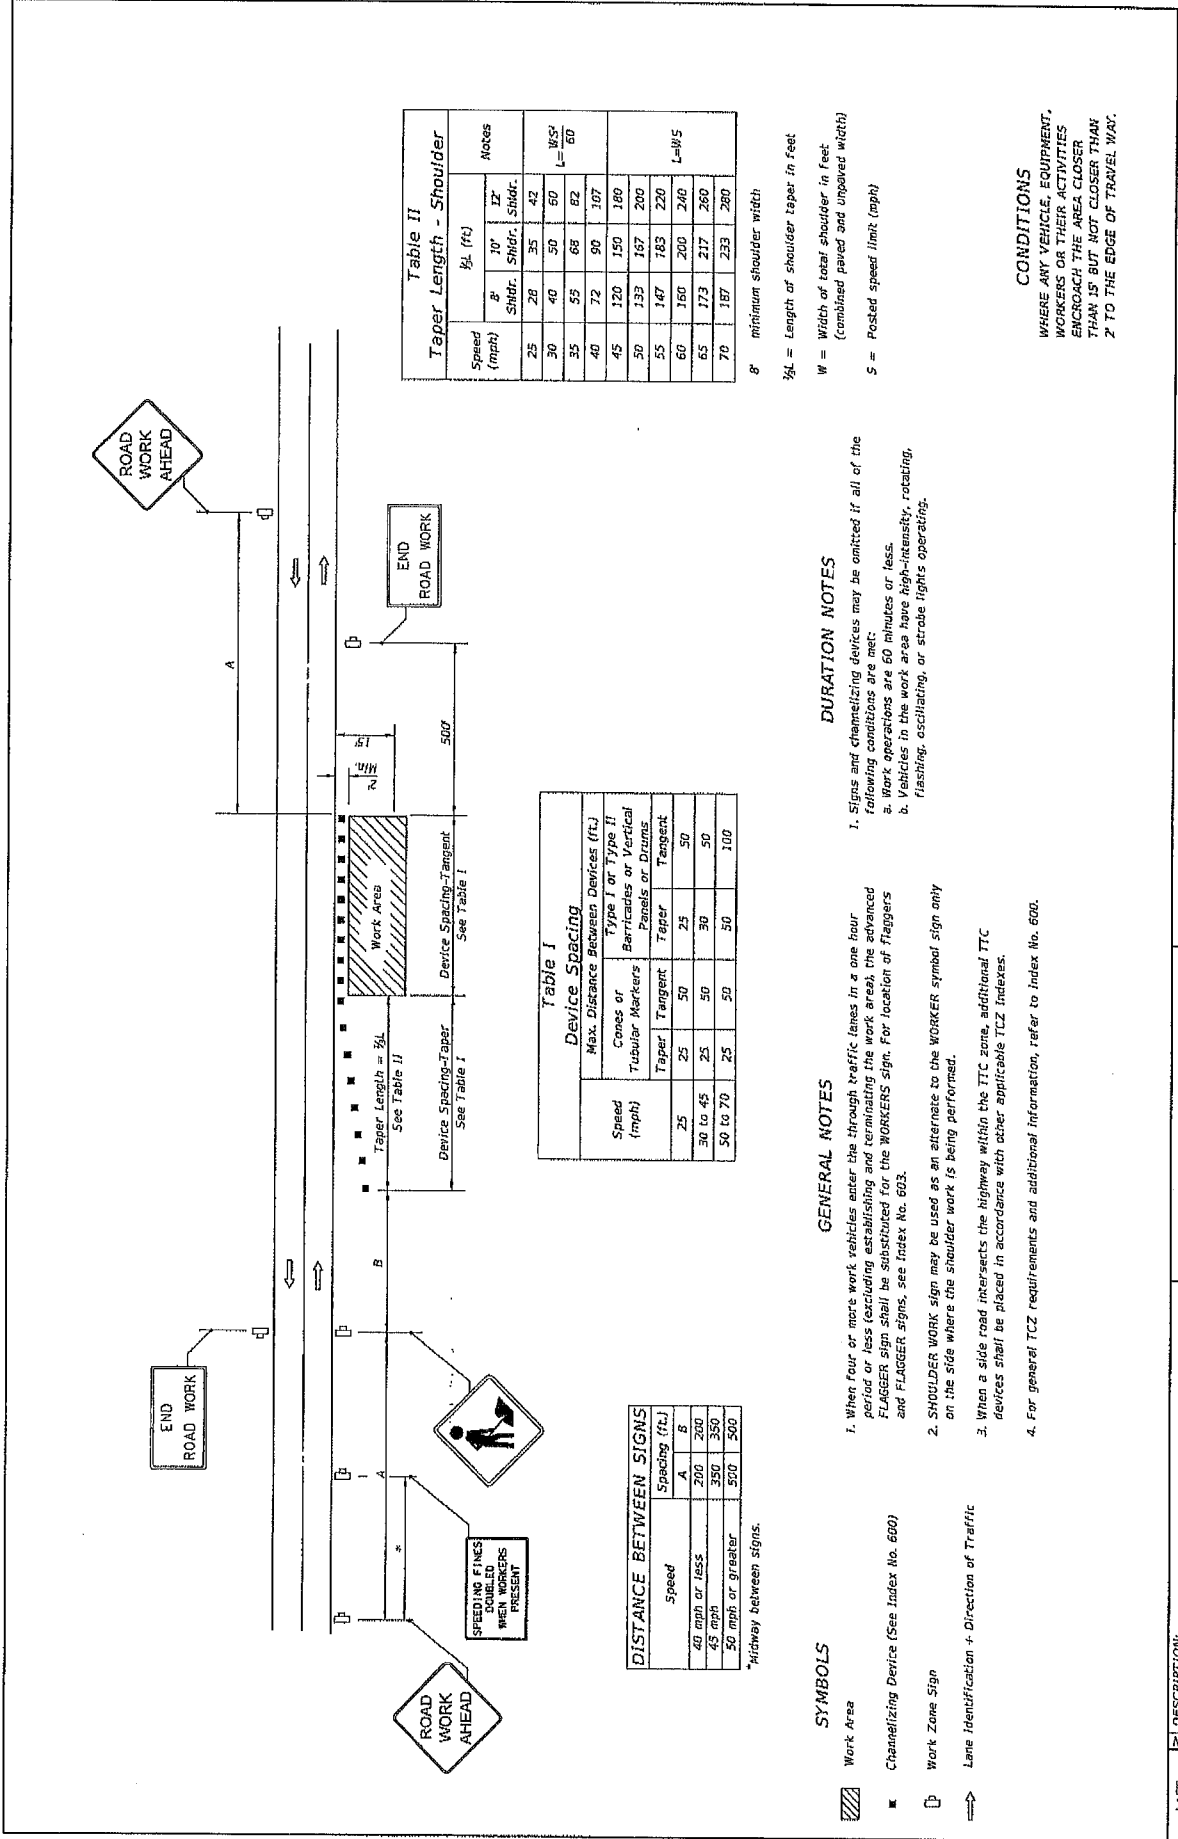 ROAD
WORK
AHEAD
A
END
ROAD WORK
END
ROAD WORK
2'
Min.
15'
500'
Work Area
Taper Length = ⅓L
See Table II
Device Spacing-Taper
See Table I
Device Spacing-Tangent
See Table I
B
A
*
SPEEDING FINES
DOUBLED
WHEN WORKERS
PRESENT
ROAD
WORK
AHEAD
Table II
Taper Length - Shoulder
Speed
(mph)
⅓L (ft)
Notes
8'
Shldr.
10'
Shldr.
12'
Shldr.
25 28 35 42
30 40 50 60
35 55 68 82
40 72 90 107
L=WS²
60
45 120 150 180
50 133 167 200
55 147 183 220
60 160 200 240
65 173 217 260
70 187 233 280
L=WS
8' minimum shoulder width
⅓L = Length of shoulder taper in feet
W = Width of total shoulder in feet
(combined paved and unpaved width)
S = Posted speed limit (mph)
Table I
Device Spacing
Speed
(mph)
Max. Distance Between Devices (ft.)
Cones or
Tubular Markers
Type I or Type II
Barricades or Vertical
Panels or Drums
Taper Tangent Taper Tangent
25 25 50 25 50
30 to 45 25 50 30 50
50 to 70 25 50 50 100
DISTANCE BETWEEN SIGNS
Speed
Spacing (ft.)
A B
40 mph or less 200 200
45 mph 350 350
50 mph or greater 500 500
*Midway between signs.
SYMBOLS
Work Area
Channelizing Device (See Index No. 600)
Work Zone Sign
Lane Identification + Direction of Traffic
GENERAL NOTES
1. When four or more work vehicles enter the through traffic lanes in a one hour
period or less (excluding establishing and terminating the work area), the advanced
FLAGGER sign shall be substituted for the WORKERS sign. For location of flaggers
and FLAGGER signs, see Index No. 603.
2. SHOULDER WORK sign may be used as an alternate to the WORKER symbol sign only
on the side where the shoulder work is being performed.
3. When a side road intersects the highway within the TTC zone, additional TTC
devices shall be placed in accordance with other applicable TCZ Indexes.
4. For general TCZ requirements and additional information, refer to Index No. 600.
DURATION NOTES
1. Signs and channelizing devices may be omitted if all of the
following conditions are met:
a. Work operations are 60 minutes or less.
b. Vehicles in the work area have high-intensity, rotating,
flashing, oscillating, or strobe lights operating.
CONDITIONS
WHERE ANY VEHICLE, EQUIPMENT,
WORKERS OR THEIR ACTIVITIES
ENCROACH THE AREA CLOSER
THAN 15' BUT NOT CLOSER THAN
2' TO THE EDGE OF TRAVEL WAY.
DESCRIPTION: